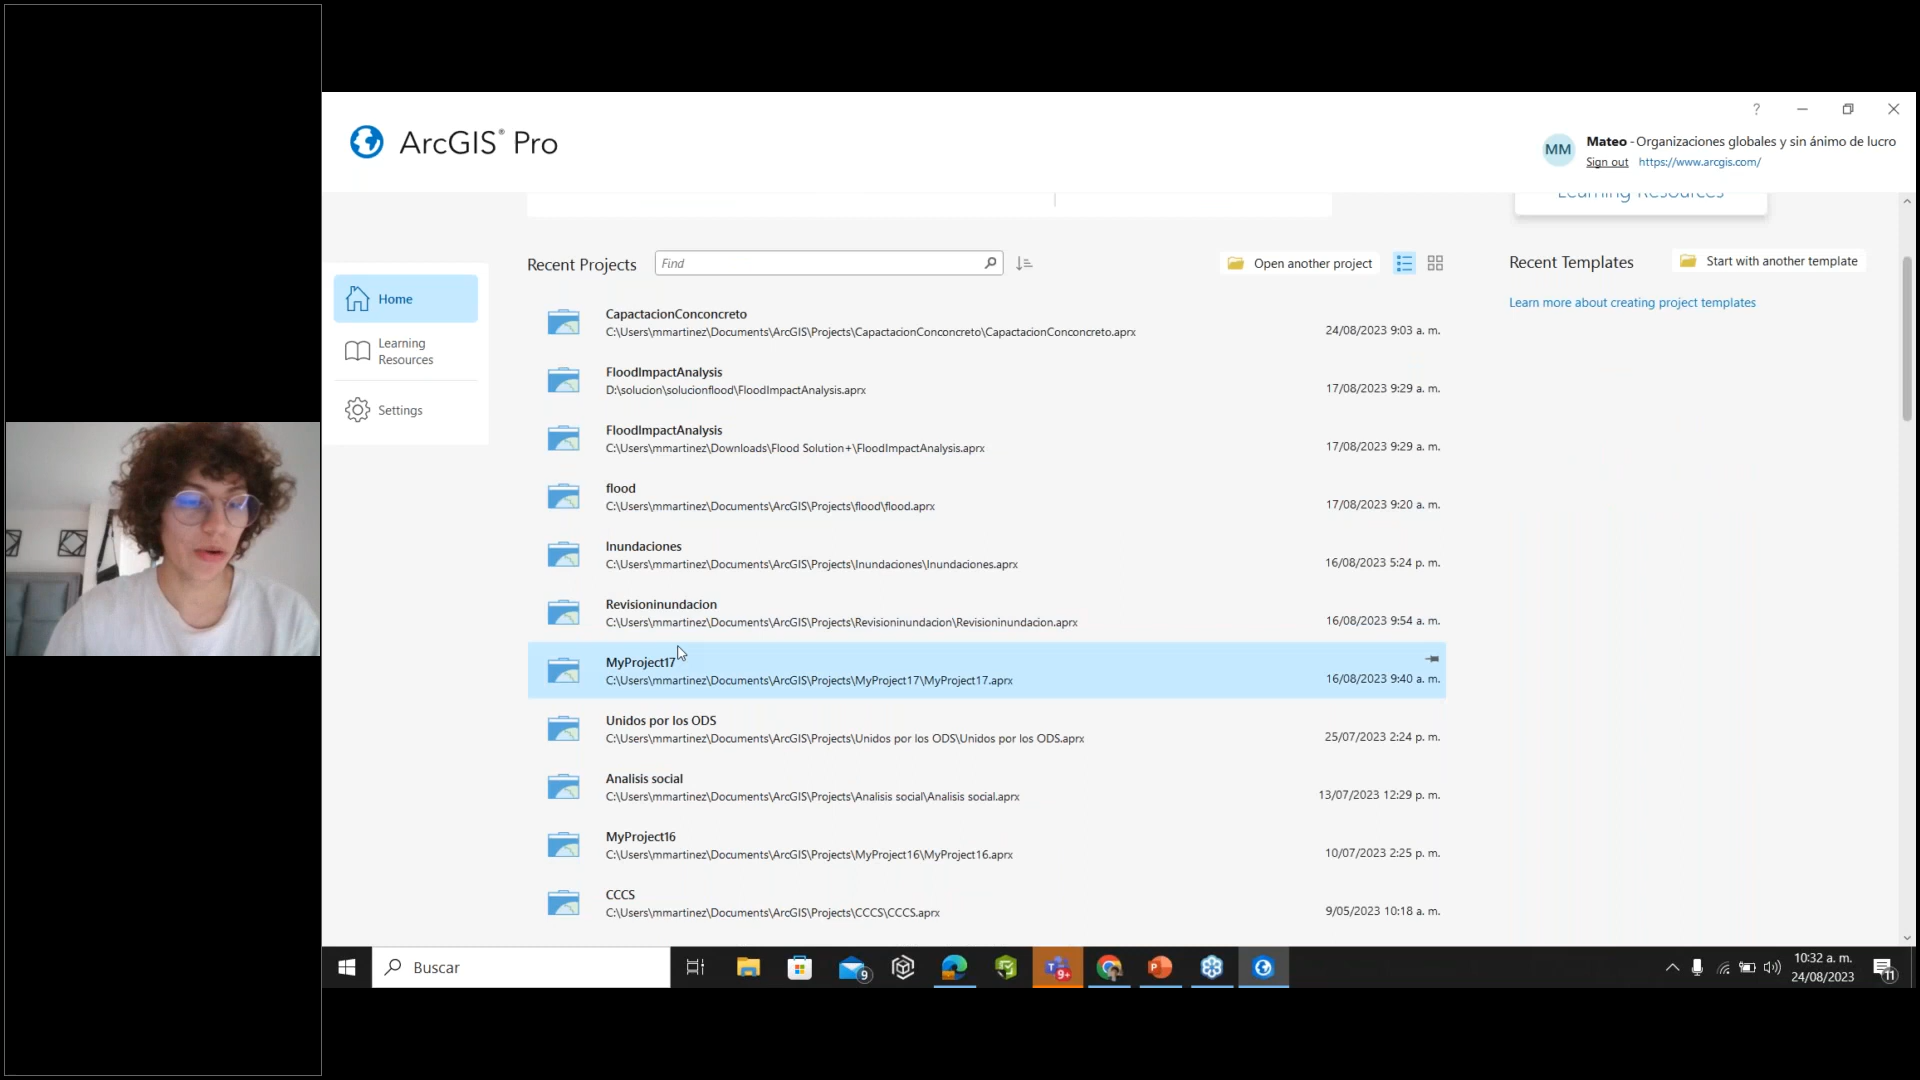 ArcGIS® Pro
?
MM
Mateo - Organizaciones globales y sin ánimo de lucro
Sign out https://www.arcgis.com/
Learning Resources
Home
Learning
Resources
Settings
Recent Projects
Find
Open another project
Recent Templates
Start with another template
Learn more about creating project templates
CapactacionConconcreto
C:\Users\mmartinez\Documents\ArcGIS\Projects\CapactacionConconcreto\CapactacionConconcreto.aprx
24/08/2023 9:03 a. m.
FloodImpactAnalysis
D:\solucion\solucionflood\FloodImpactAnalysis.aprx
17/08/2023 9:29 a. m.
FloodImpactAnalysis
C:\Users\mmartinez\Downloads\Flood Solution+\FloodImpactAnalysis.aprx
17/08/2023 9:29 a. m.
flood
C:\Users\mmartinez\Documents\ArcGIS\Projects\flood\flood.aprx
17/08/2023 9:20 a. m.
Inundaciones
C:\Users\mmartinez\Documents\ArcGIS\Projects\Inundaciones\Inundaciones.aprx
16/08/2023 5:24 p. m.
Revisioninundacion
C:\Users\mmartinez\Documents\ArcGIS\Projects\Revisioninundacion\Revisioninundacion.aprx
16/08/2023 9:54 a. m.
MyProject17
C:\Users\mmartinez\Documents\ArcGIS\Projects\MyProject17\MyProject17.aprx
16/08/2023 9:40 a. m.
Unidos por los ODS
C:\Users\mmartinez\Documents\ArcGIS\Projects\Unidos por los ODS\Unidos por los ODS.aprx
25/07/2023 2:24 p. m.
Analisis social
C:\Users\mmartinez\Documents\ArcGIS\Projects\Analisis social\Analisis social.aprx
13/07/2023 12:29 p. m.
MyProject16
C:\Users\mmartinez\Documents\ArcGIS\Projects\MyProject16\MyProject16.aprx
10/07/2023 2:25 p. m.
CCCS
C:\Users\mmartinez\Documents\ArcGIS\Projects\CCCS\CCCS.aprx
9/05/2023 10:18 a. m.
Buscar
9
9+
10:32 a. m.
24/08/2023
11